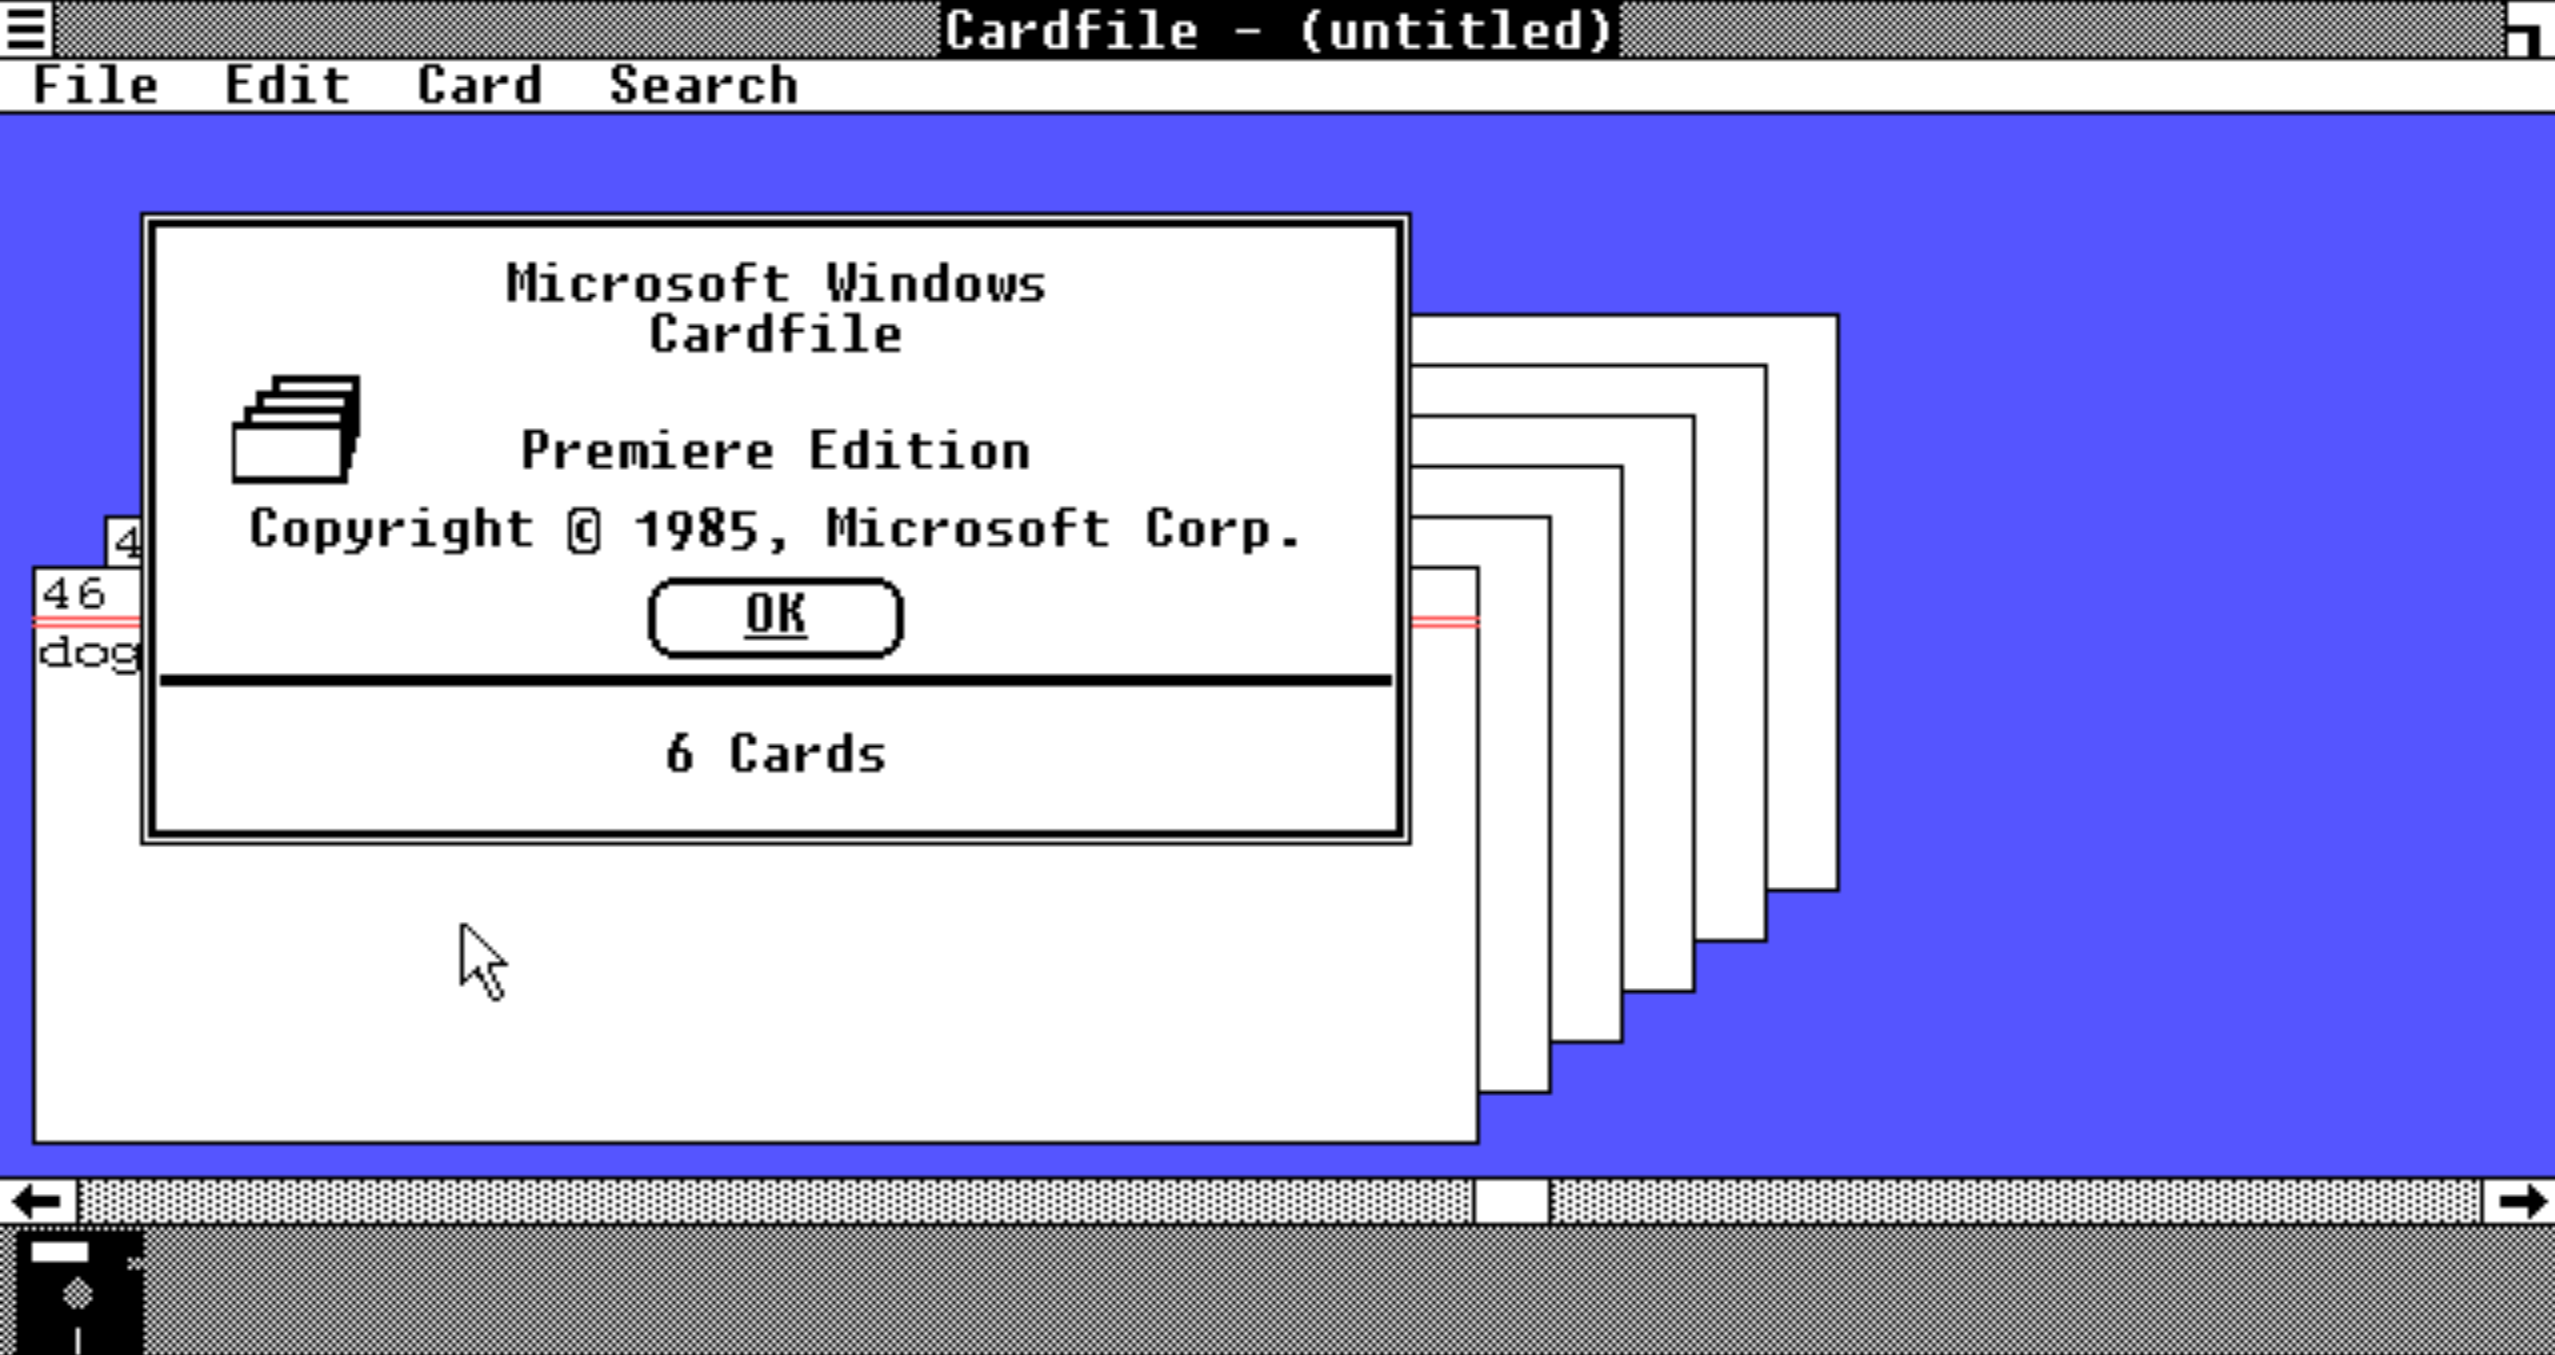 Cardfile - (untitled)
File Edit Card Search
Microsoft Windows
Cardfile
Premiere Edition
Copyright © 1985, Microsoft Corp.
OK
6 Cards
4
46
dog